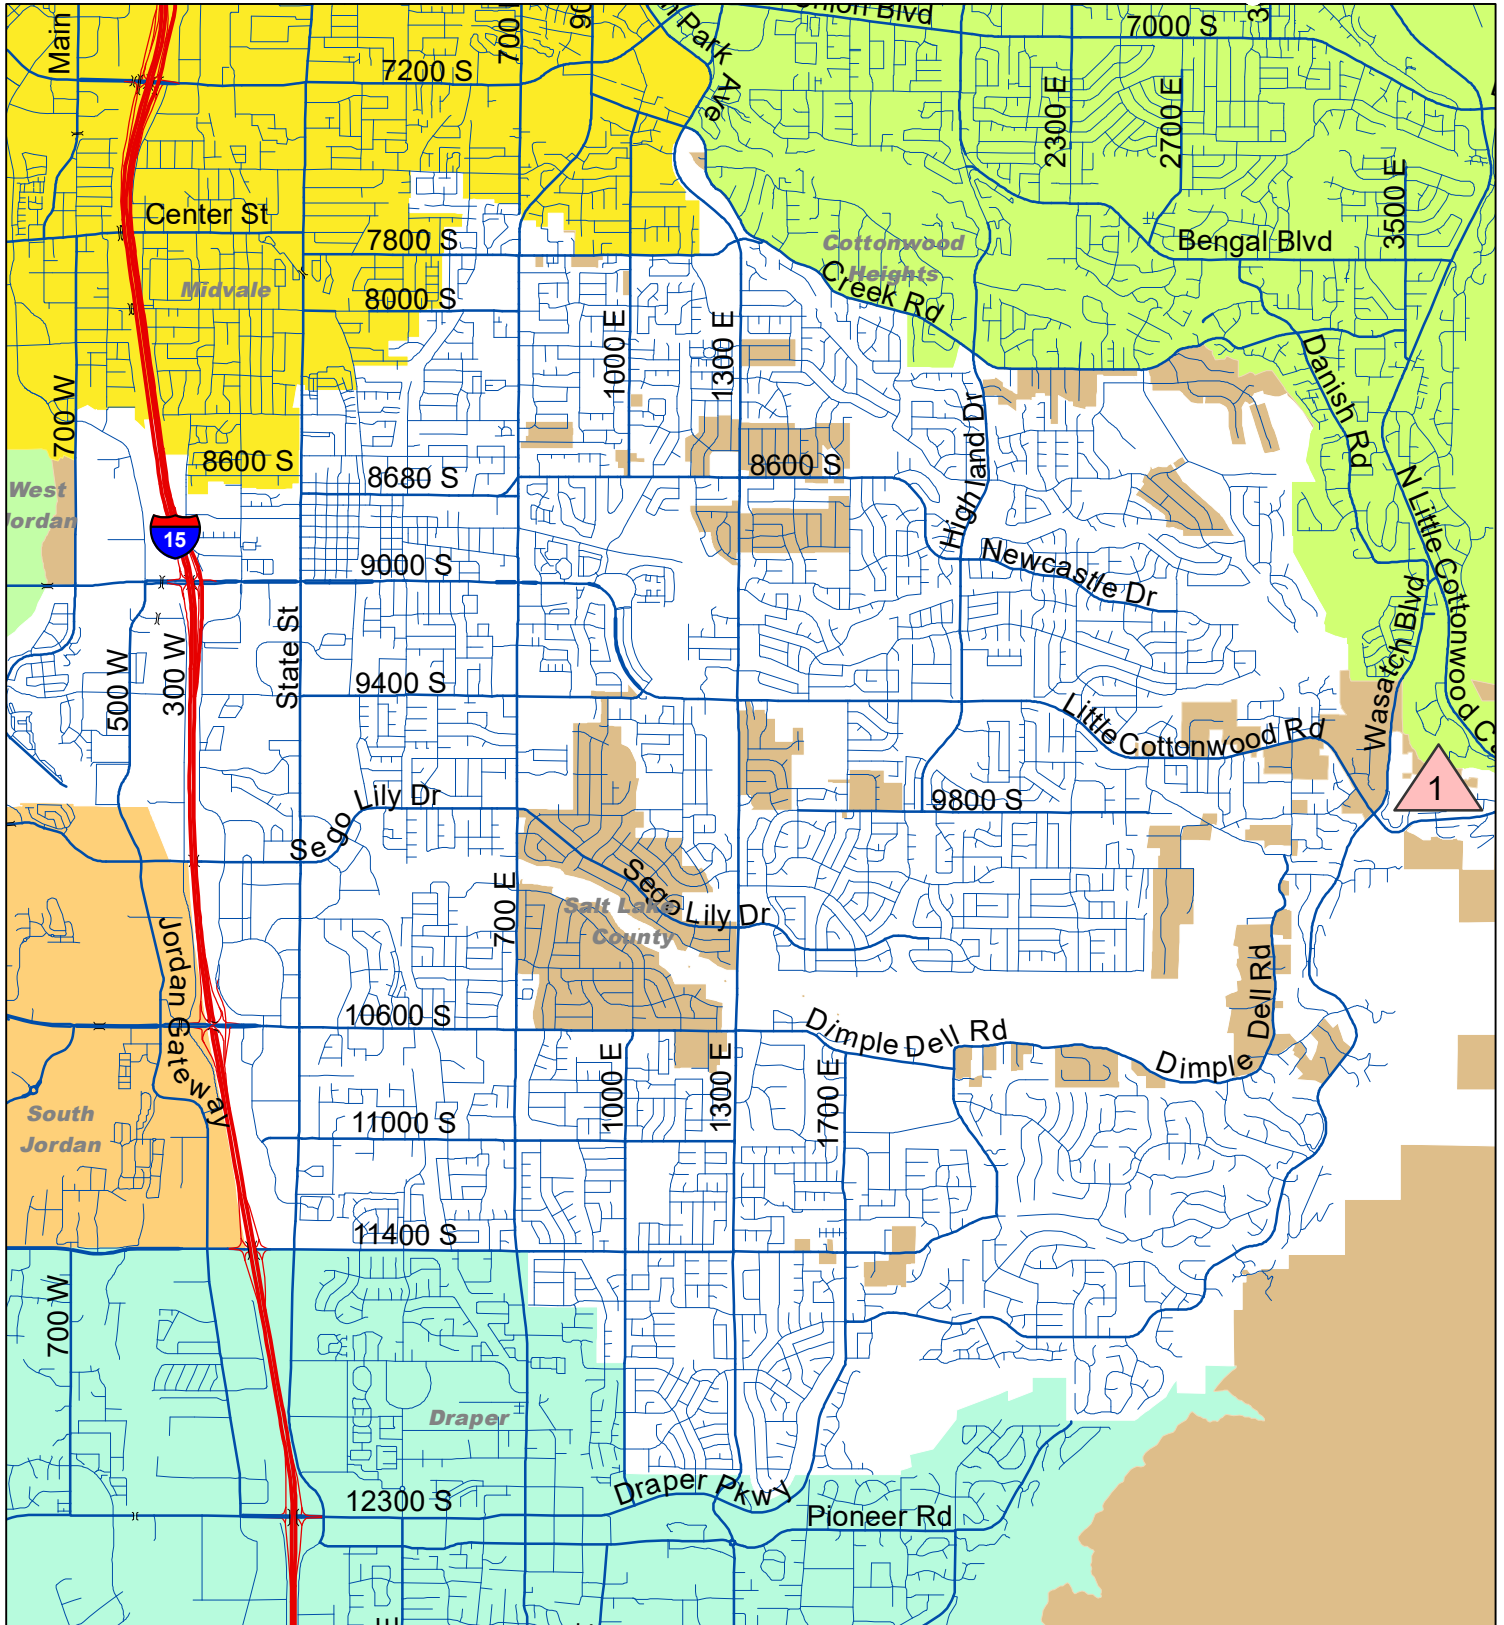 Union Blvd
7000 S
Main
700
Park Ave
7200 S
2300 E
2700 E
3500 E
Center St
7800 S
Cottonwood
Heights
Bengal Blvd
Midvale
8000 S
Creek Rd
1000 E
1300 E
Danish Rd
700 W
Highland Dr
8600 S
8680 S
8600 S
West
Jordan
N Little Cottonwood C
15
9000 S
Newcastle Dr
Wasatch Blvd
500 W
300 W
State St
9400 S
Little Cottonwood Rd
1
Sego Lily Dr
9800 S
700 E
Sego Lily Dr
Salt Lake
County
Jordan Gateway
Dell Rd
10600 S
Dimple Dell Rd
Dimple
1000 E
1300 E
1700 E
South
Jordan
11000 S
11400 S
700 W
Draper
12300 S
Draper Pkwy
Pioneer Rd